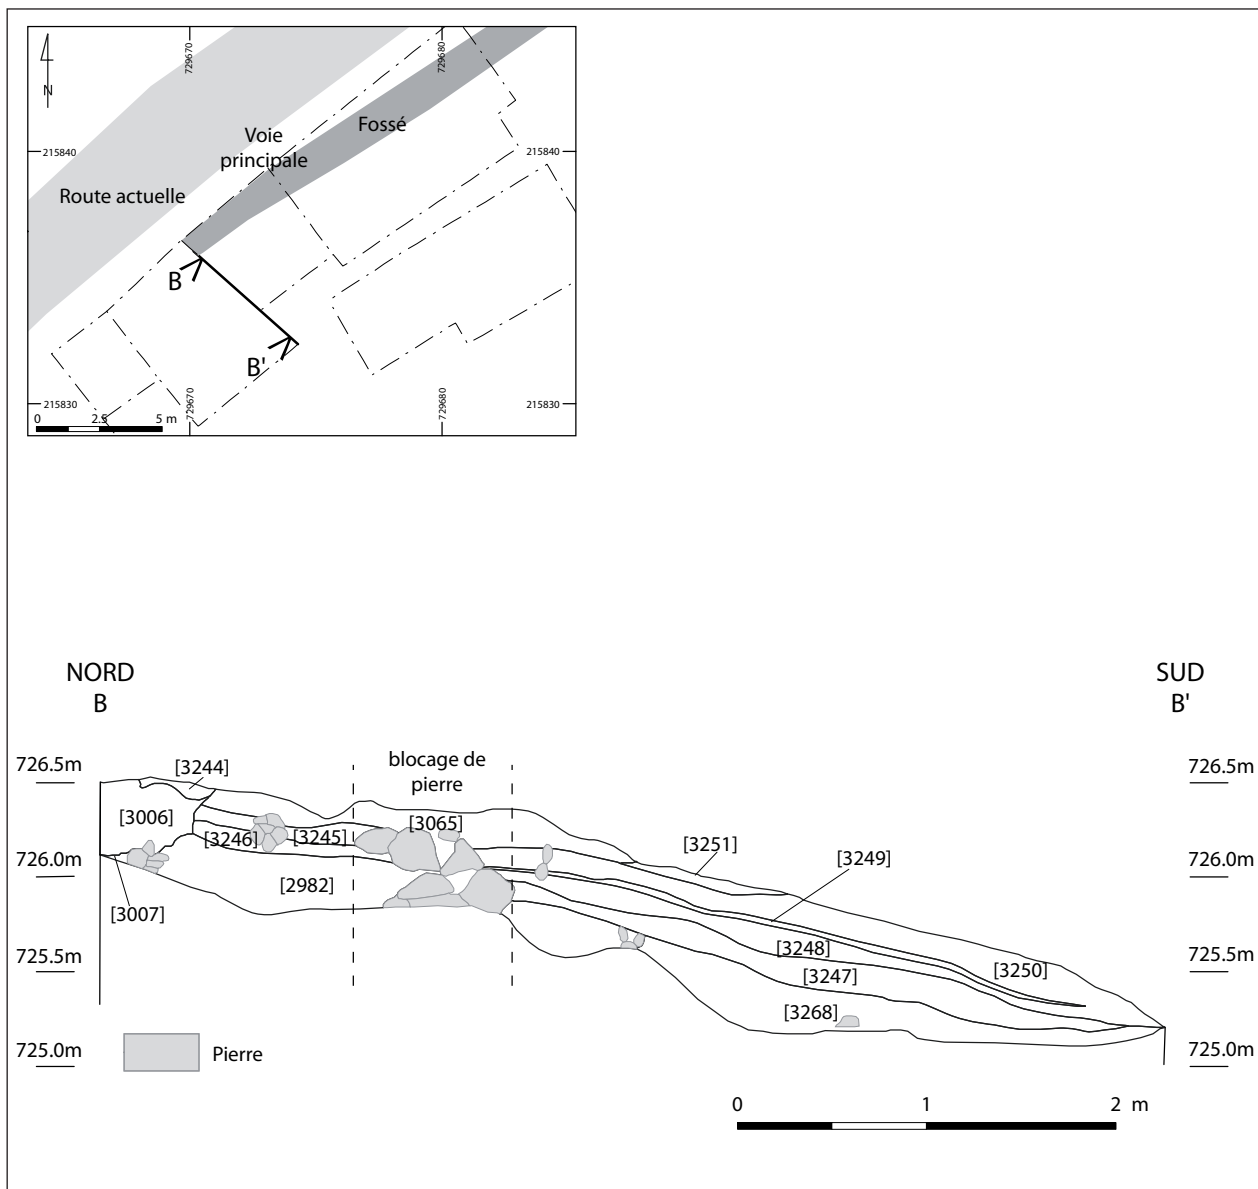 729670
729680
N
Fossé
Voie
principale
215840
215840
Route actuelle
B
B'
729670
729680
215830
215830
0 2.5 5 m
NORD
B
SUD
B'
blocage de
pierre
726.5m
726.5m
[3244]
[3006]
[3246]
[3245]
[3065]
[3251]
[3249]
726.0m
726.0m
[2982]
[3007]
[3248]
725.5m
725.5m
[3250]
[3247]
[3268]
725.0m
725.0m
Pierre
0 1 2 m